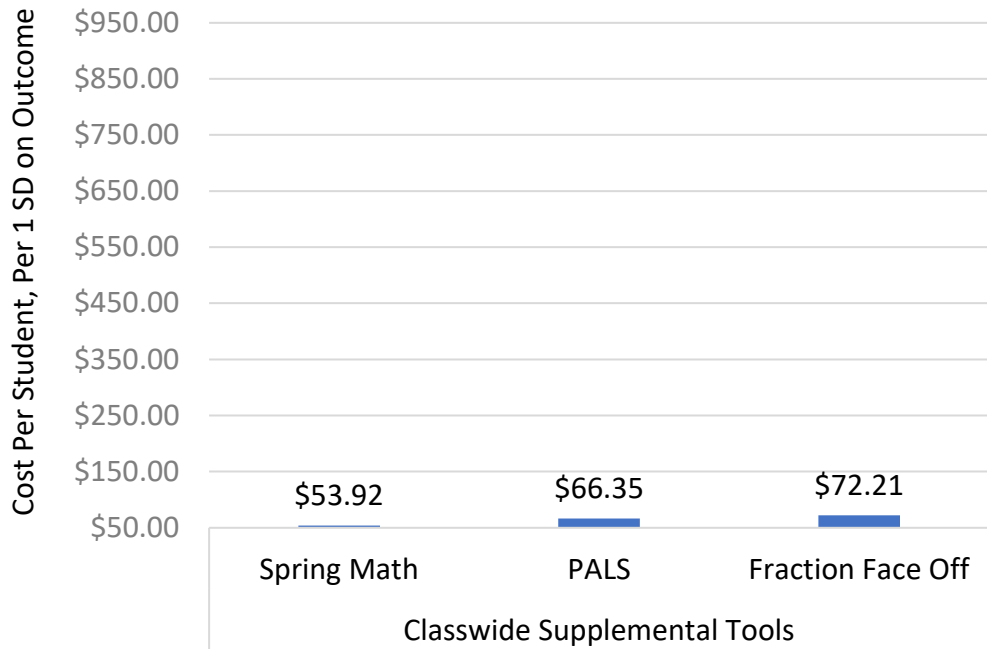 Cost Per Student, Per 1 SD on Outcome
$950.00
$850.00
$750.00
$650.00
$550.00
$450.00
$350.00
$250.00
$150.00
$50.00
$53.92
$66.35
$72.21
Spring Math
PALS
Fraction Face Off
Classwide Supplemental Tools